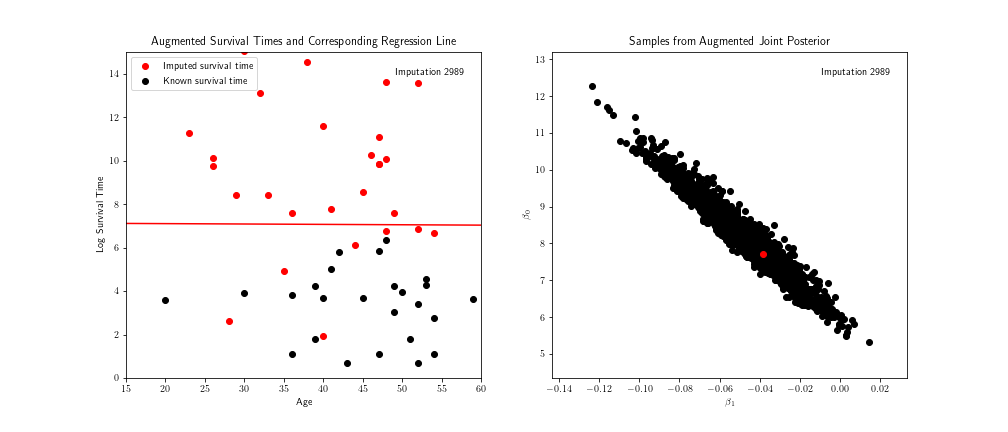 Augmented Survival Times and Corresponding Regression Line
Imputed survival time
Known survival time
Imputation 2989
Log Survival Time
14
12
10
8
6
4
2
0
15 20 25 30 35 40 45 50 55 60
Age
Samples from Augmented Joint Posterior
Imputation 2989
β0
13
12
11
10
9
8
7
6
5
−0.14 −0.12 −0.10 −0.08 −0.06 −0.04 −0.02 0.00 0.02
β1